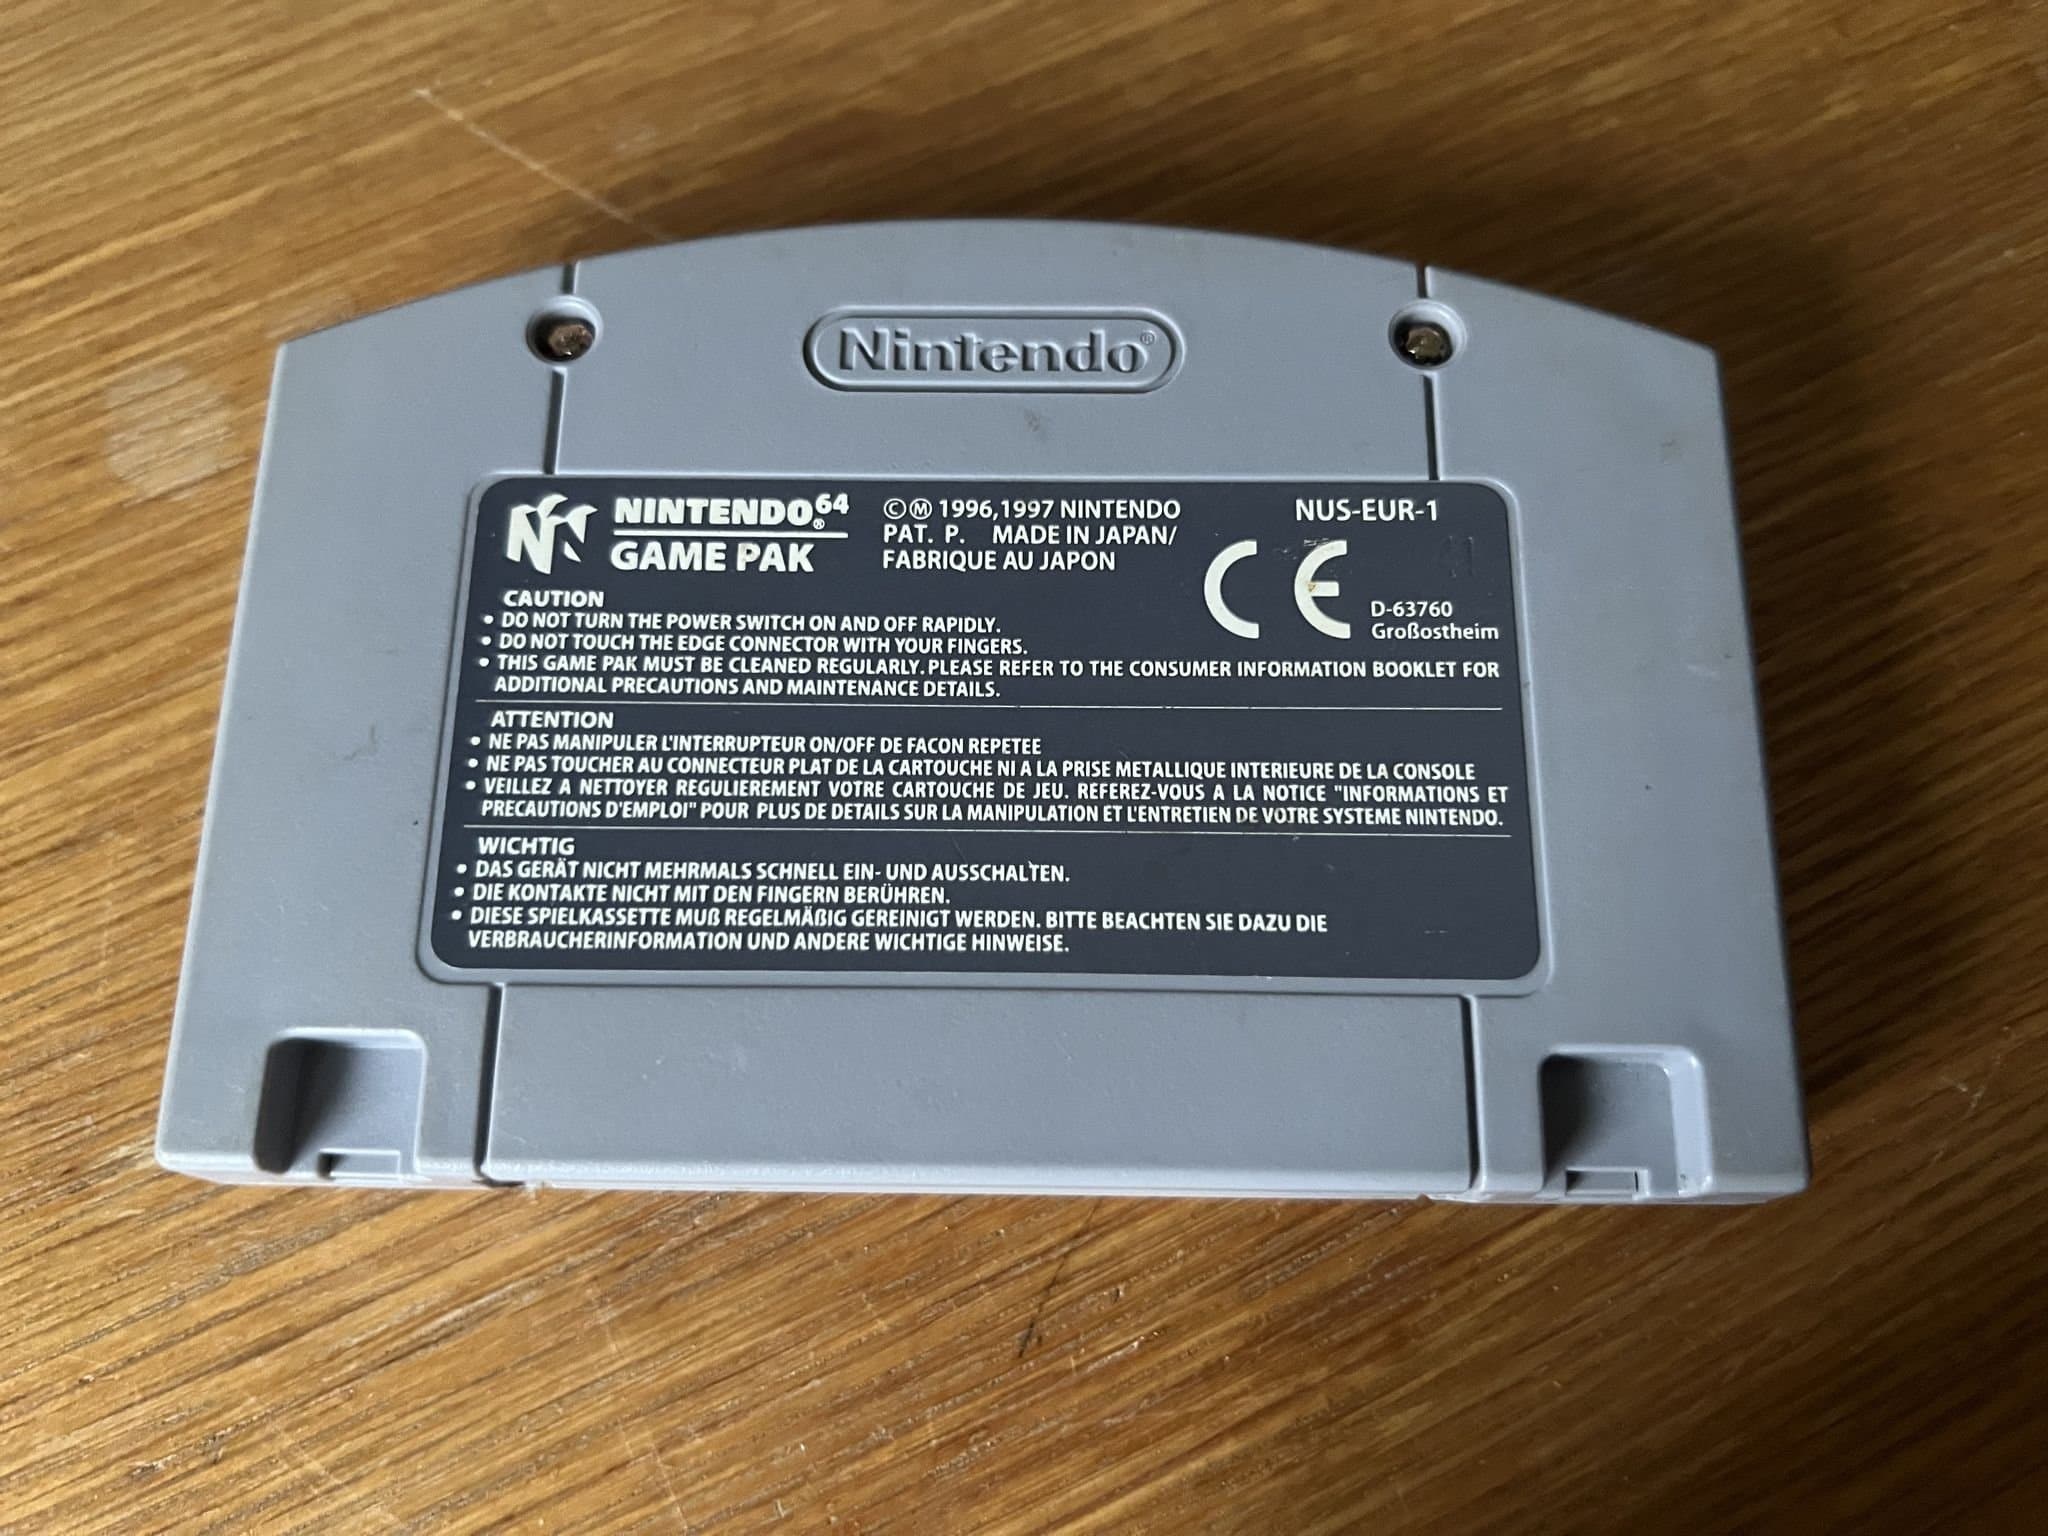 Nintendo®
NINTENDO64®
GAME PAK
©Ⓜ 1996,1997 NINTENDO
PAT. P. MADE IN JAPAN/
FABRIQUE AU JAPON
NUS-EUR-1
CE
D-63760
Großostheim
CAUTION
• DO NOT TURN THE POWER SWITCH ON AND OFF RAPIDLY.
• DO NOT TOUCH THE EDGE CONNECTOR WITH YOUR FINGERS.
• THIS GAME PAK MUST BE CLEANED REGULARLY. PLEASE REFER TO THE CONSUMER INFORMATION BOOKLET FOR
ADDITIONAL PRECAUTIONS AND MAINTENANCE DETAILS.
ATTENTION
• NE PAS MANIPULER L'INTERRUPTEUR ON/OFF DE FACON REPETEE
• NE PAS TOUCHER AU CONNECTEUR PLAT DE LA CARTOUCHE NI A LA PRISE METALLIQUE INTERIEURE DE LA CONSOLE
• VEILLEZ A NETTOYER REGULIEREMENT VOTRE CARTOUCHE DE JEU. REFEREZ-VOUS A LA NOTICE "INFORMATIONS ET
PRECAUTIONS D'EMPLOI" POUR PLUS DE DETAILS SUR LA MANIPULATION ET L'ENTRETIEN DE VOTRE SYSTEME NINTENDO.
WICHTIG
• DAS GERÄT NICHT MEHRMALS SCHNELL EIN- UND AUSSCHALTEN.
• DIE KONTAKTE NICHT MIT DEN FINGERN BERÜHREN.
• DIESE SPIELKASSETTE MUß REGELMÄßIG GEREINIGT WERDEN. BITTE BEACHTEN SIE DAZU DIE
VERBRAUCHERINFORMATION UND ANDERE WICHTIGE HINWEISE.